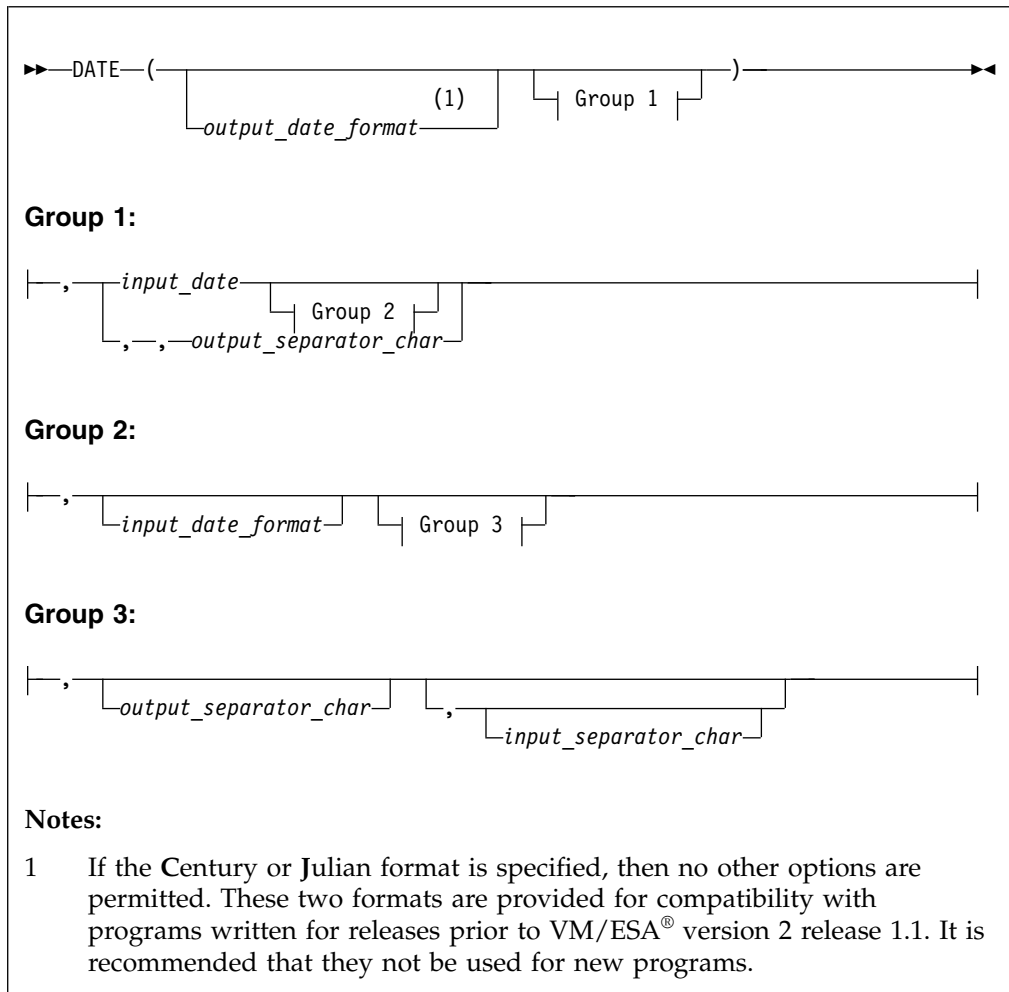 DATE ( )
(1) Group 1
output_date_format
Group 1:
, input_date
Group 2
, , output_separator_char
Group 2:
,
input_date_format Group 3
Group 3:
,
output_separator_char ,
input_separator_char
Notes:
1 If the Century or Julian format is specified, then no other options are
permitted. These two formats are provided for compatibility with
programs written for releases prior to VM/ESA® version 2 release 1.1. It is
recommended that they not be used for new programs.